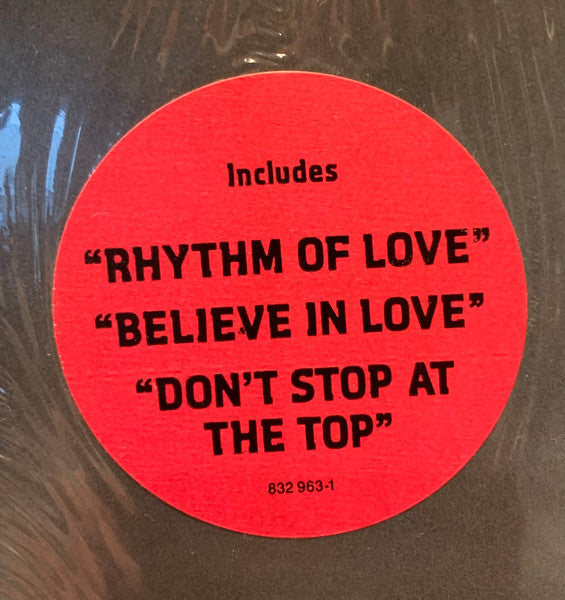 Includes
“RHYTHM OF LOVE”
“BELIEVE IN LOVE”
“DON’T STOP AT
THE TOP”
832 963-1